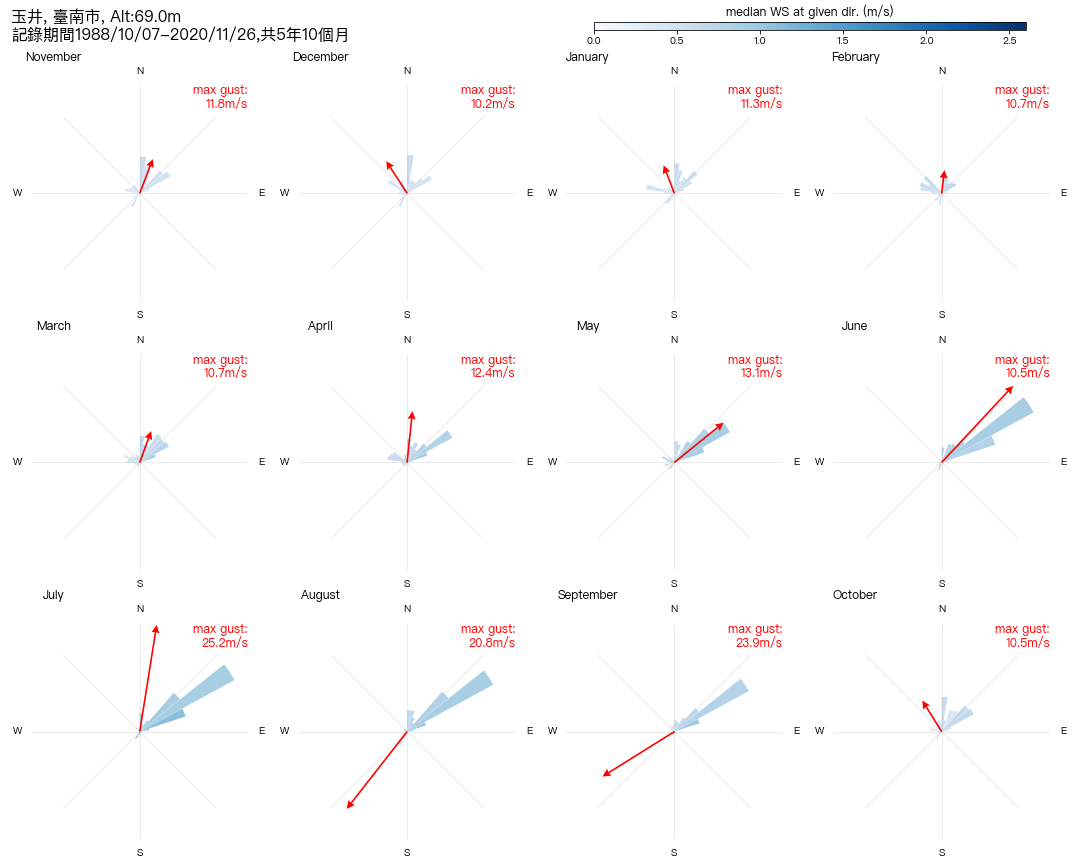 玉井, 臺南市, Alt:69.0m
記錄期間1988/10/07-2020/11/26,共5年10個月
median WS at given dir. (m/s)
0.0 0.5 1.0 1.5 2.0 2.5
November
N
max gust:
11.8m/s
W
E
S
December
N
max gust:
10.2m/s
W
E
S
January
N
max gust:
11.3m/s
W
E
S
February
N
max gust:
10.7m/s
W
E
S
March
N
max gust:
10.7m/s
W
E
S
April
N
max gust:
12.4m/s
W
E
S
May
N
max gust:
13.1m/s
W
E
S
June
N
max gust:
10.5m/s
W
E
S
July
N
max gust:
25.2m/s
W
E
S
August
N
max gust:
20.8m/s
W
E
S
September
N
max gust:
23.9m/s
W
E
S
October
N
max gust:
10.5m/s
W
E
S